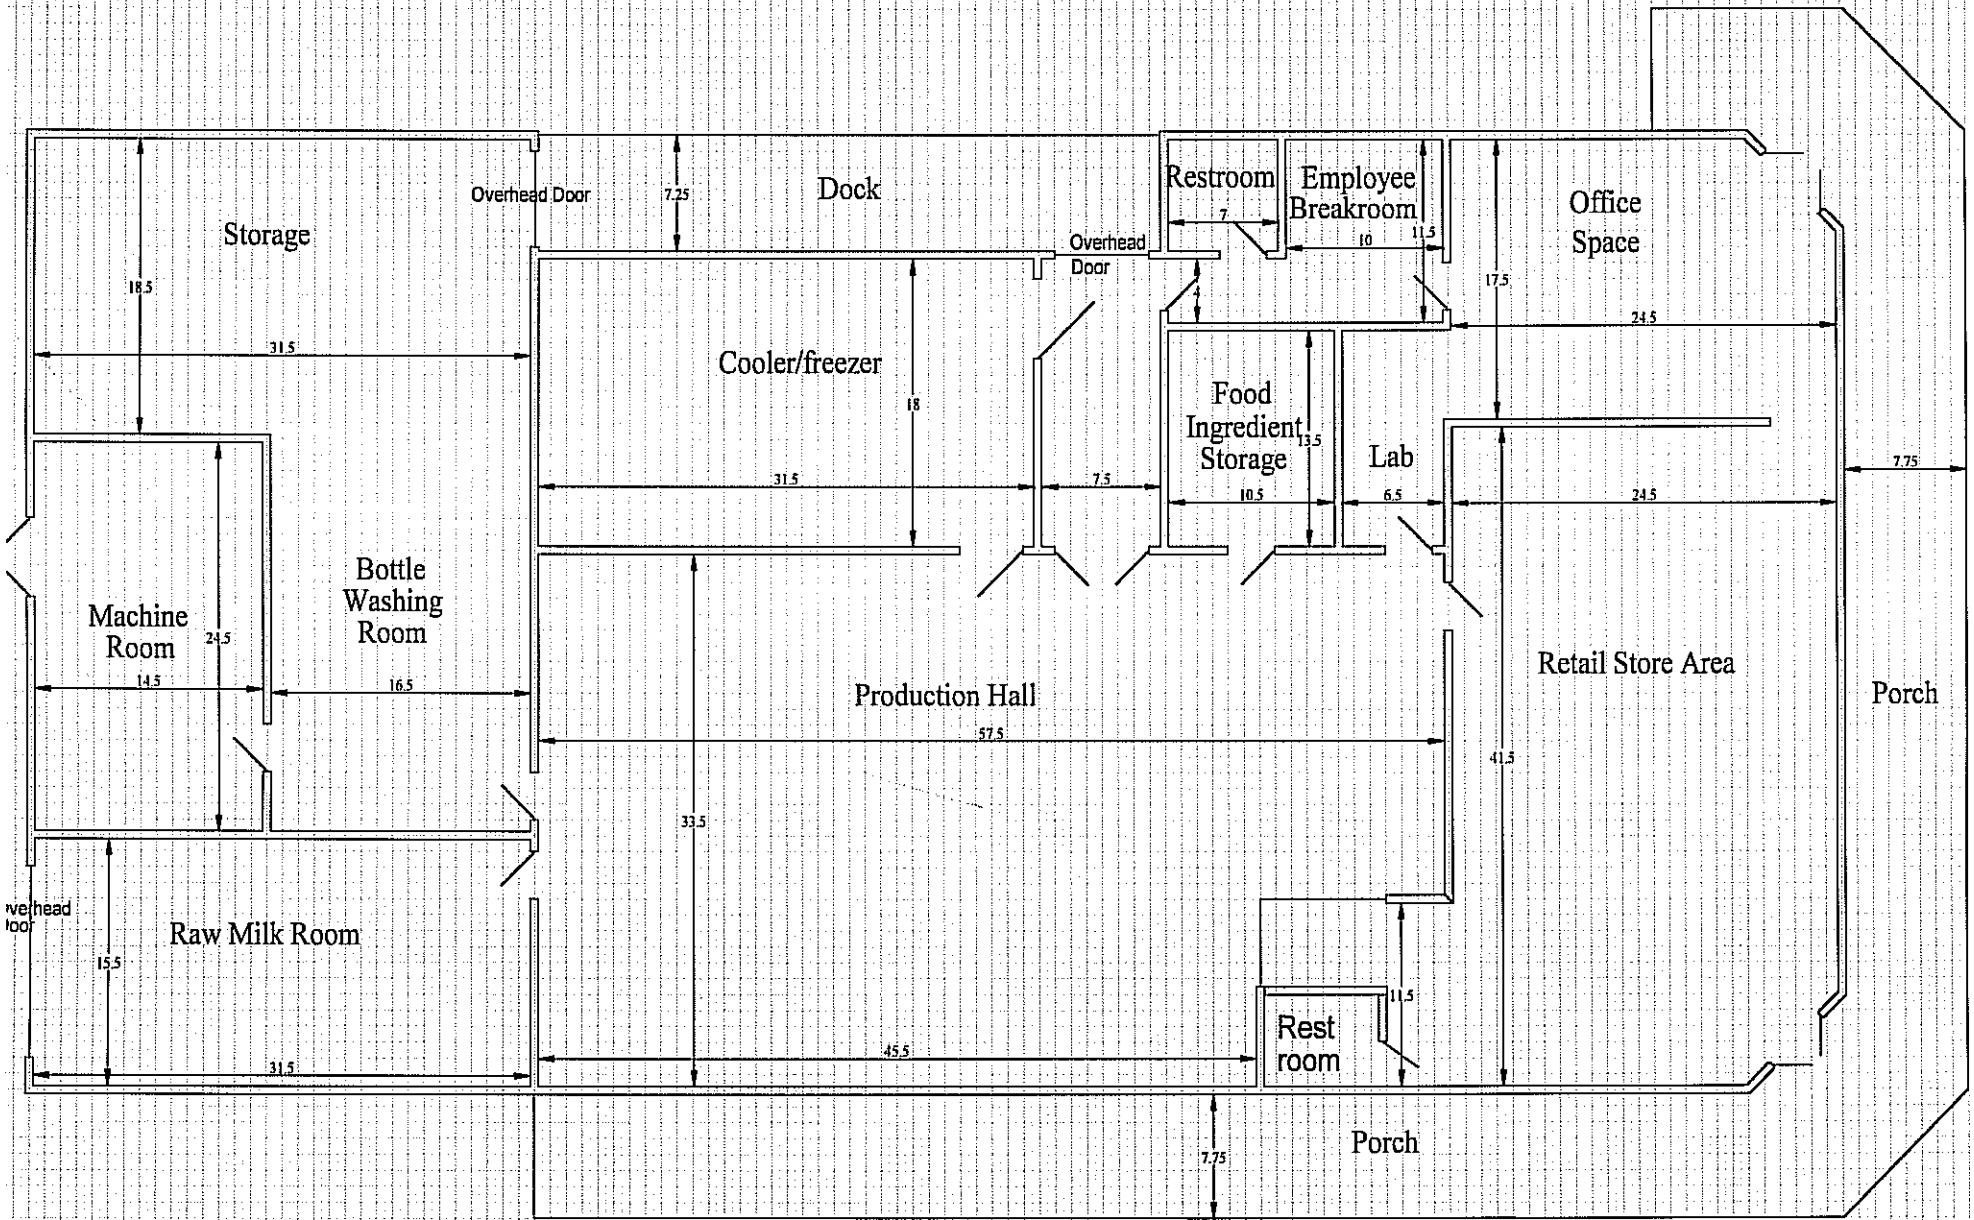 Restroom
Employee
Breakroom
Office
Space
Storage
Overhead Door
7.25
Dock
Overhead
Door
7
10
11.5
4
18.5
17.5
24.5
31.5
Cooler/freezer
18
Food
Ingredient
Storage
13.5
Lab
31.5
7.5
10.5
6.5
24.5
7.75
Bottle
Washing
Room
Machine
Room
24.5
14.5
16.5
Production Hall
57.5
Retail Store Area
41.5
Porch
33.5
Raw Milk Room
15.5
31.5
45.5
11.5
Rest
room
Porch
7.75